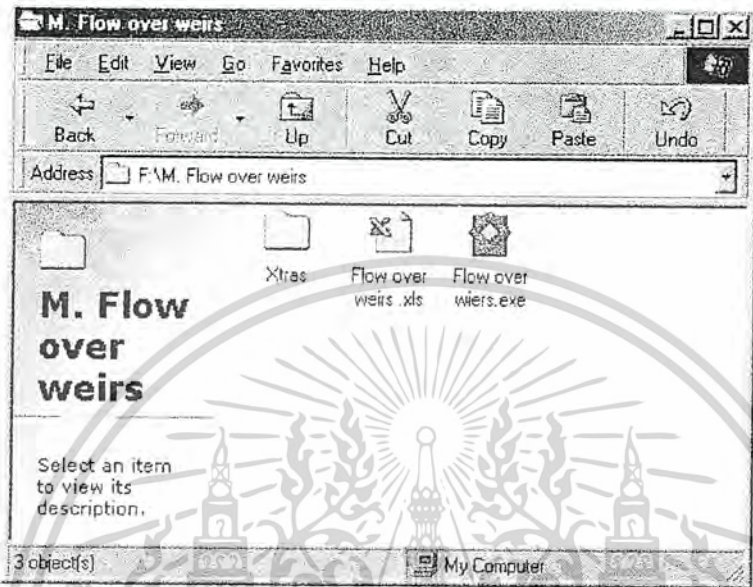 M. Flow over weirs
File Edit View Go Favorites Help
Back Forward Up Cut Copy Paste Undo
Address F:\M. Flow over weirs
M. Flow
over
weirs
Select an item
to view its
description.
Xtras
Flow over
weirs .xls
Flow over
wiers.exe
3 object(s) My Computer